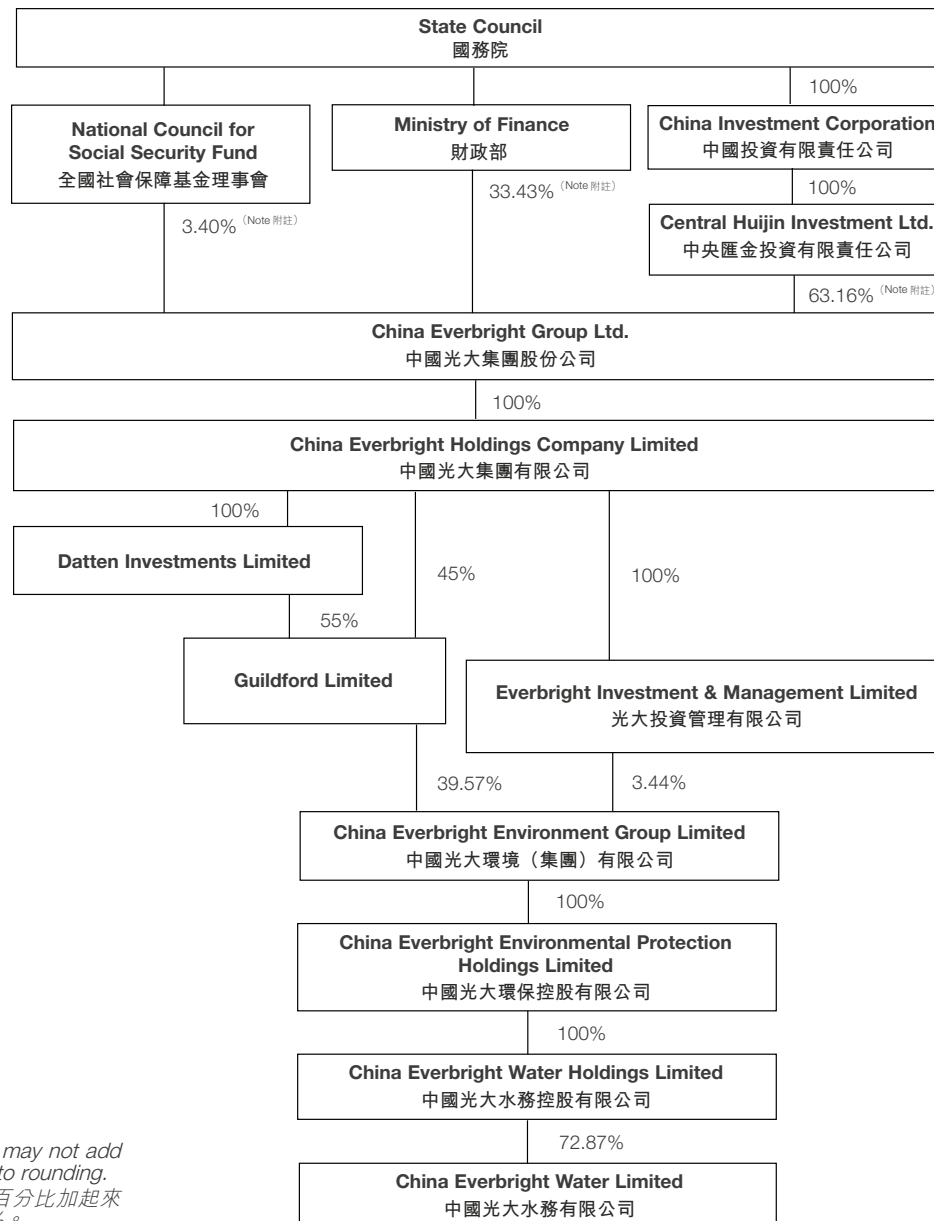 State Council
國務院
100%
National Council for
Social Security Fund
全國社會保障基金理事會
Ministry of Finance
財政部
China Investment Corporation
中國投資有限責任公司
3.40% (Note 附註)
33.43% (Note 附註)
100%
Central Huijin Investment Ltd.
中央匯金投資有限責任公司
63.16% (Note 附註)
China Everbright Group Ltd.
中國光大集團股份公司
100%
China Everbright Holdings Company Limited
中國光大集團有限公司
100%
Datten Investments Limited
45%
100%
55%
Guildford Limited
Everbright Investment & Management Limited
光大投資管理有限公司
39.57%
3.44%
China Everbright Environment Group Limited
中國光大環境（集團）有限公司
100%
China Everbright Environmental Protection
Holdings Limited
中國光大環保控股有限公司
100%
China Everbright Water Holdings Limited
中國光大水務控股有限公司
72.87%
China Everbright Water Limited
中國光大水務有限公司
may not add
to rounding.
百分比加起來